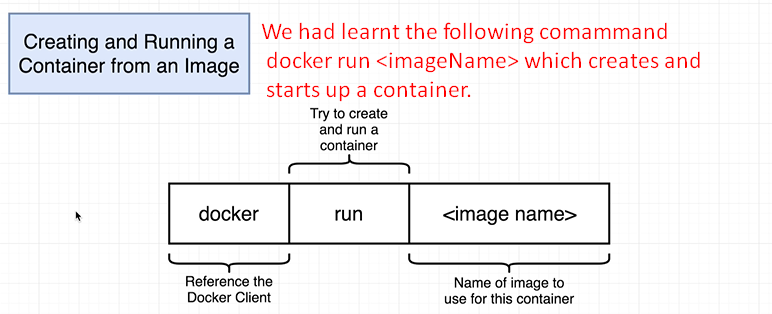 Creating and Running a
Container from an Image
We had learnt the following comammand
docker run <imageName> which creates and
starts up a container.
Try to create
and run a
container
docker
run
<image name>
Reference the
Docker Client
Name of image to
use for this container